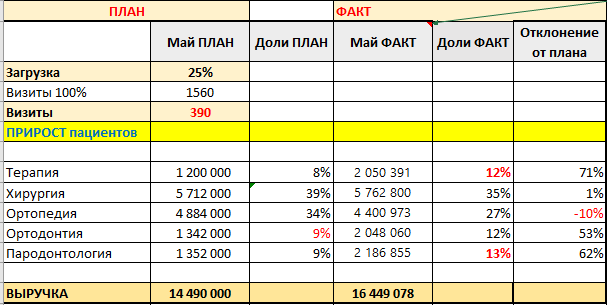 ПЛАН ФАКТ
Май ПЛАН Доли ПЛАН Май ФАКТ Доли ФАКТ Отклонение от плана
Загрузка 25%
Визиты 100% 1560
Визиты 390
ПРИРОСТ пациентов
Терапия 1 200 000 8% 2 050 391 12% 71%
Хирургия 5 712 000 39% 5 762 800 35% 1%
Ортопедия 4 884 000 34% 4 400 973 27% -10%
Ортодонтия 1 342 000 9% 2 048 060 12% 53%
Пародонтология 1 352 000 9% 2 186 855 13% 62%
ВЫРУЧКА 14 490 000 16 449 078